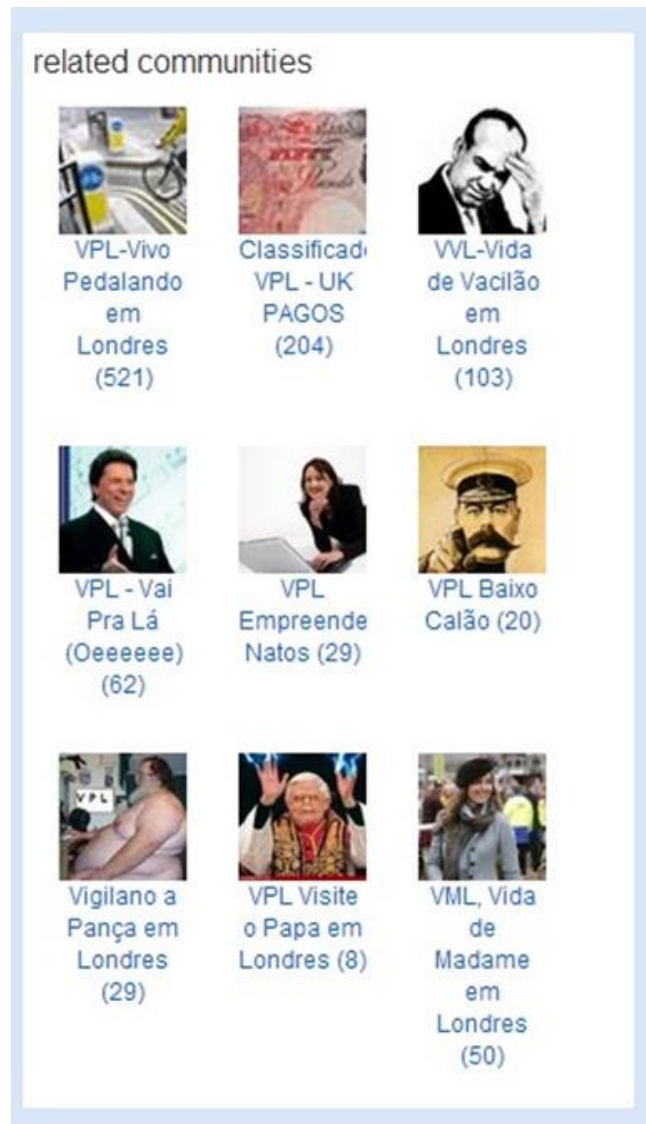 related communities
VPL-Vivo
Pedalando
em
Londres
(521)
Classificad
VPL - UK
PAGOS
(204)
VVL-Vida
de Vacilão
em
Londres
(103)
VPL - Vai
Pra Lá
(Oeeeeee)
(62)
VPL
Empreende
Natos (29)
VPL Baixo
Calão (20)
VPL
Vigilano a
Pança em
Londres
(29)
VPL Visite
o Papa em
Londres (8)
VML, Vida
de
Madame
em
Londres
(50)